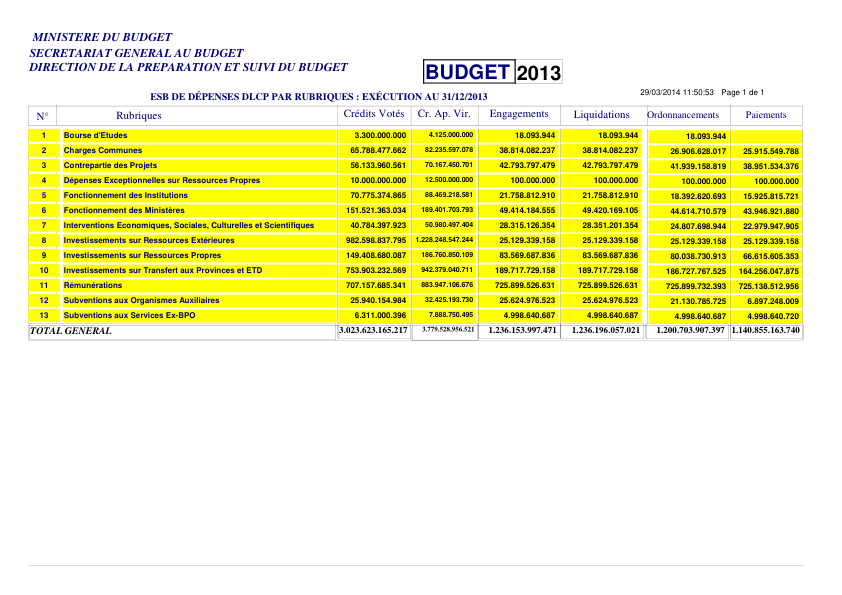 MINISTERE DU BUDGET
SECRETARIAT GENERAL AU BUDGET
DIRECTION DE LA PREPARATION ET SUIVI DU BUDGET
BUDGET 2013
29/03/2014 11:50:53 Page 1 de 1
ESB DE DÉPENSES DLCP PAR RUBRIQUES : EXÉCUTION AU 31/12/2013
N° Rubriques Crédits Votés Cr. Ap. Vir. Engagements Liquidations Ordonnancements Paiements
1 Bourse d'Etudes 3.300.000.000 4.125.000.000 18.093.944 18.093.944 18.093.944
2 Charges Communes 65.788.477.662 82.235.597.078 38.814.082.237 38.814.082.237 26.906.628.017 25.915.549.788
3 Contrepartie des Projets 56.133.960.561 70.167.450.701 42.793.797.479 42.793.797.479 41.939.158.819 38.951.534.376
4 Dépenses Exceptionnelles sur Ressources Propres 10.000.000.000 12.500.000.000 100.000.000 100.000.000 100.000.000 100.000.000
5 Fonctionnement des Institutions 70.775.374.865 88.469.218.581 21.758.812.910 21.758.812.910 18.392.620.693 15.925.815.721
6 Fonctionnement des Ministères 151.521.363.034 189.401.703.793 49.414.184.555 49.420.169.105 44.614.710.579 43.946.921.880
7 Interventions Economiques, Sociales, Culturelles et Scientifiques 40.784.397.923 50.980.497.404 28.315.126.354 28.351.201.354 24.807.698.944 22.979.947.905
8 Investissements sur Ressources Extérieures 982.598.837.795 1.228.248.547.244 25.129.339.158 25.129.339.158 25.129.339.158 25.129.339.158
9 Investissements sur Ressources Propres 149.408.680.087 186.760.850.109 83.569.687.836 83.569.687.836 80.038.730.913 66.615.605.353
10 Investissements sur Transfert aux Provinces et ETD 753.903.232.569 942.379.040.711 189.717.729.158 189.717.729.158 186.727.767.525 164.256.047.875
11 Rémunérations 707.157.685.341 883.947.106.676 725.899.526.631 725.899.526.631 725.899.732.393 725.138.512.956
12 Subventions aux Organismes Auxiliaires 25.940.154.984 32.425.193.730 25.624.976.523 25.624.976.523 21.130.785.725 6.897.248.009
13 Subventions aux Services Ex-BPO 6.311.000.396 7.888.750.495 4.998.640.687 4.998.640.687 4.998.640.687 4.998.640.720
TOTAL GENERAL 3.023.623.165.217 3.779.528.956.521 1.236.153.997.471 1.236.196.057.021 1.200.703.907.397 1.140.855.163.740